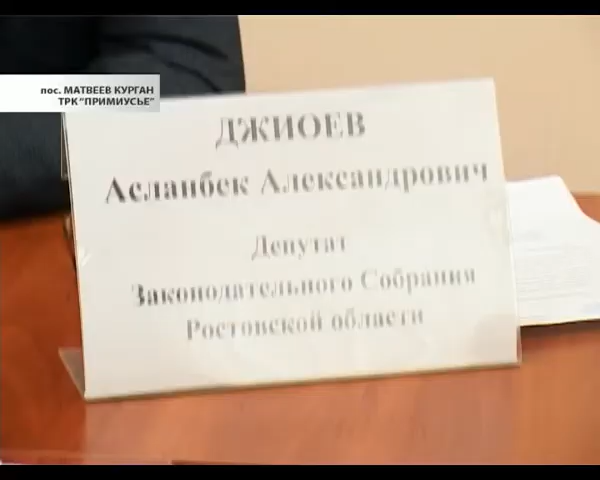 пос. МАТВЕЕВ КУРГАН
ТРК "ПРИМИУСЬЕ"
ДЖИОЕВ
Асланбек Александрович
Депутат
Законодательного Собрания
Ростовской области